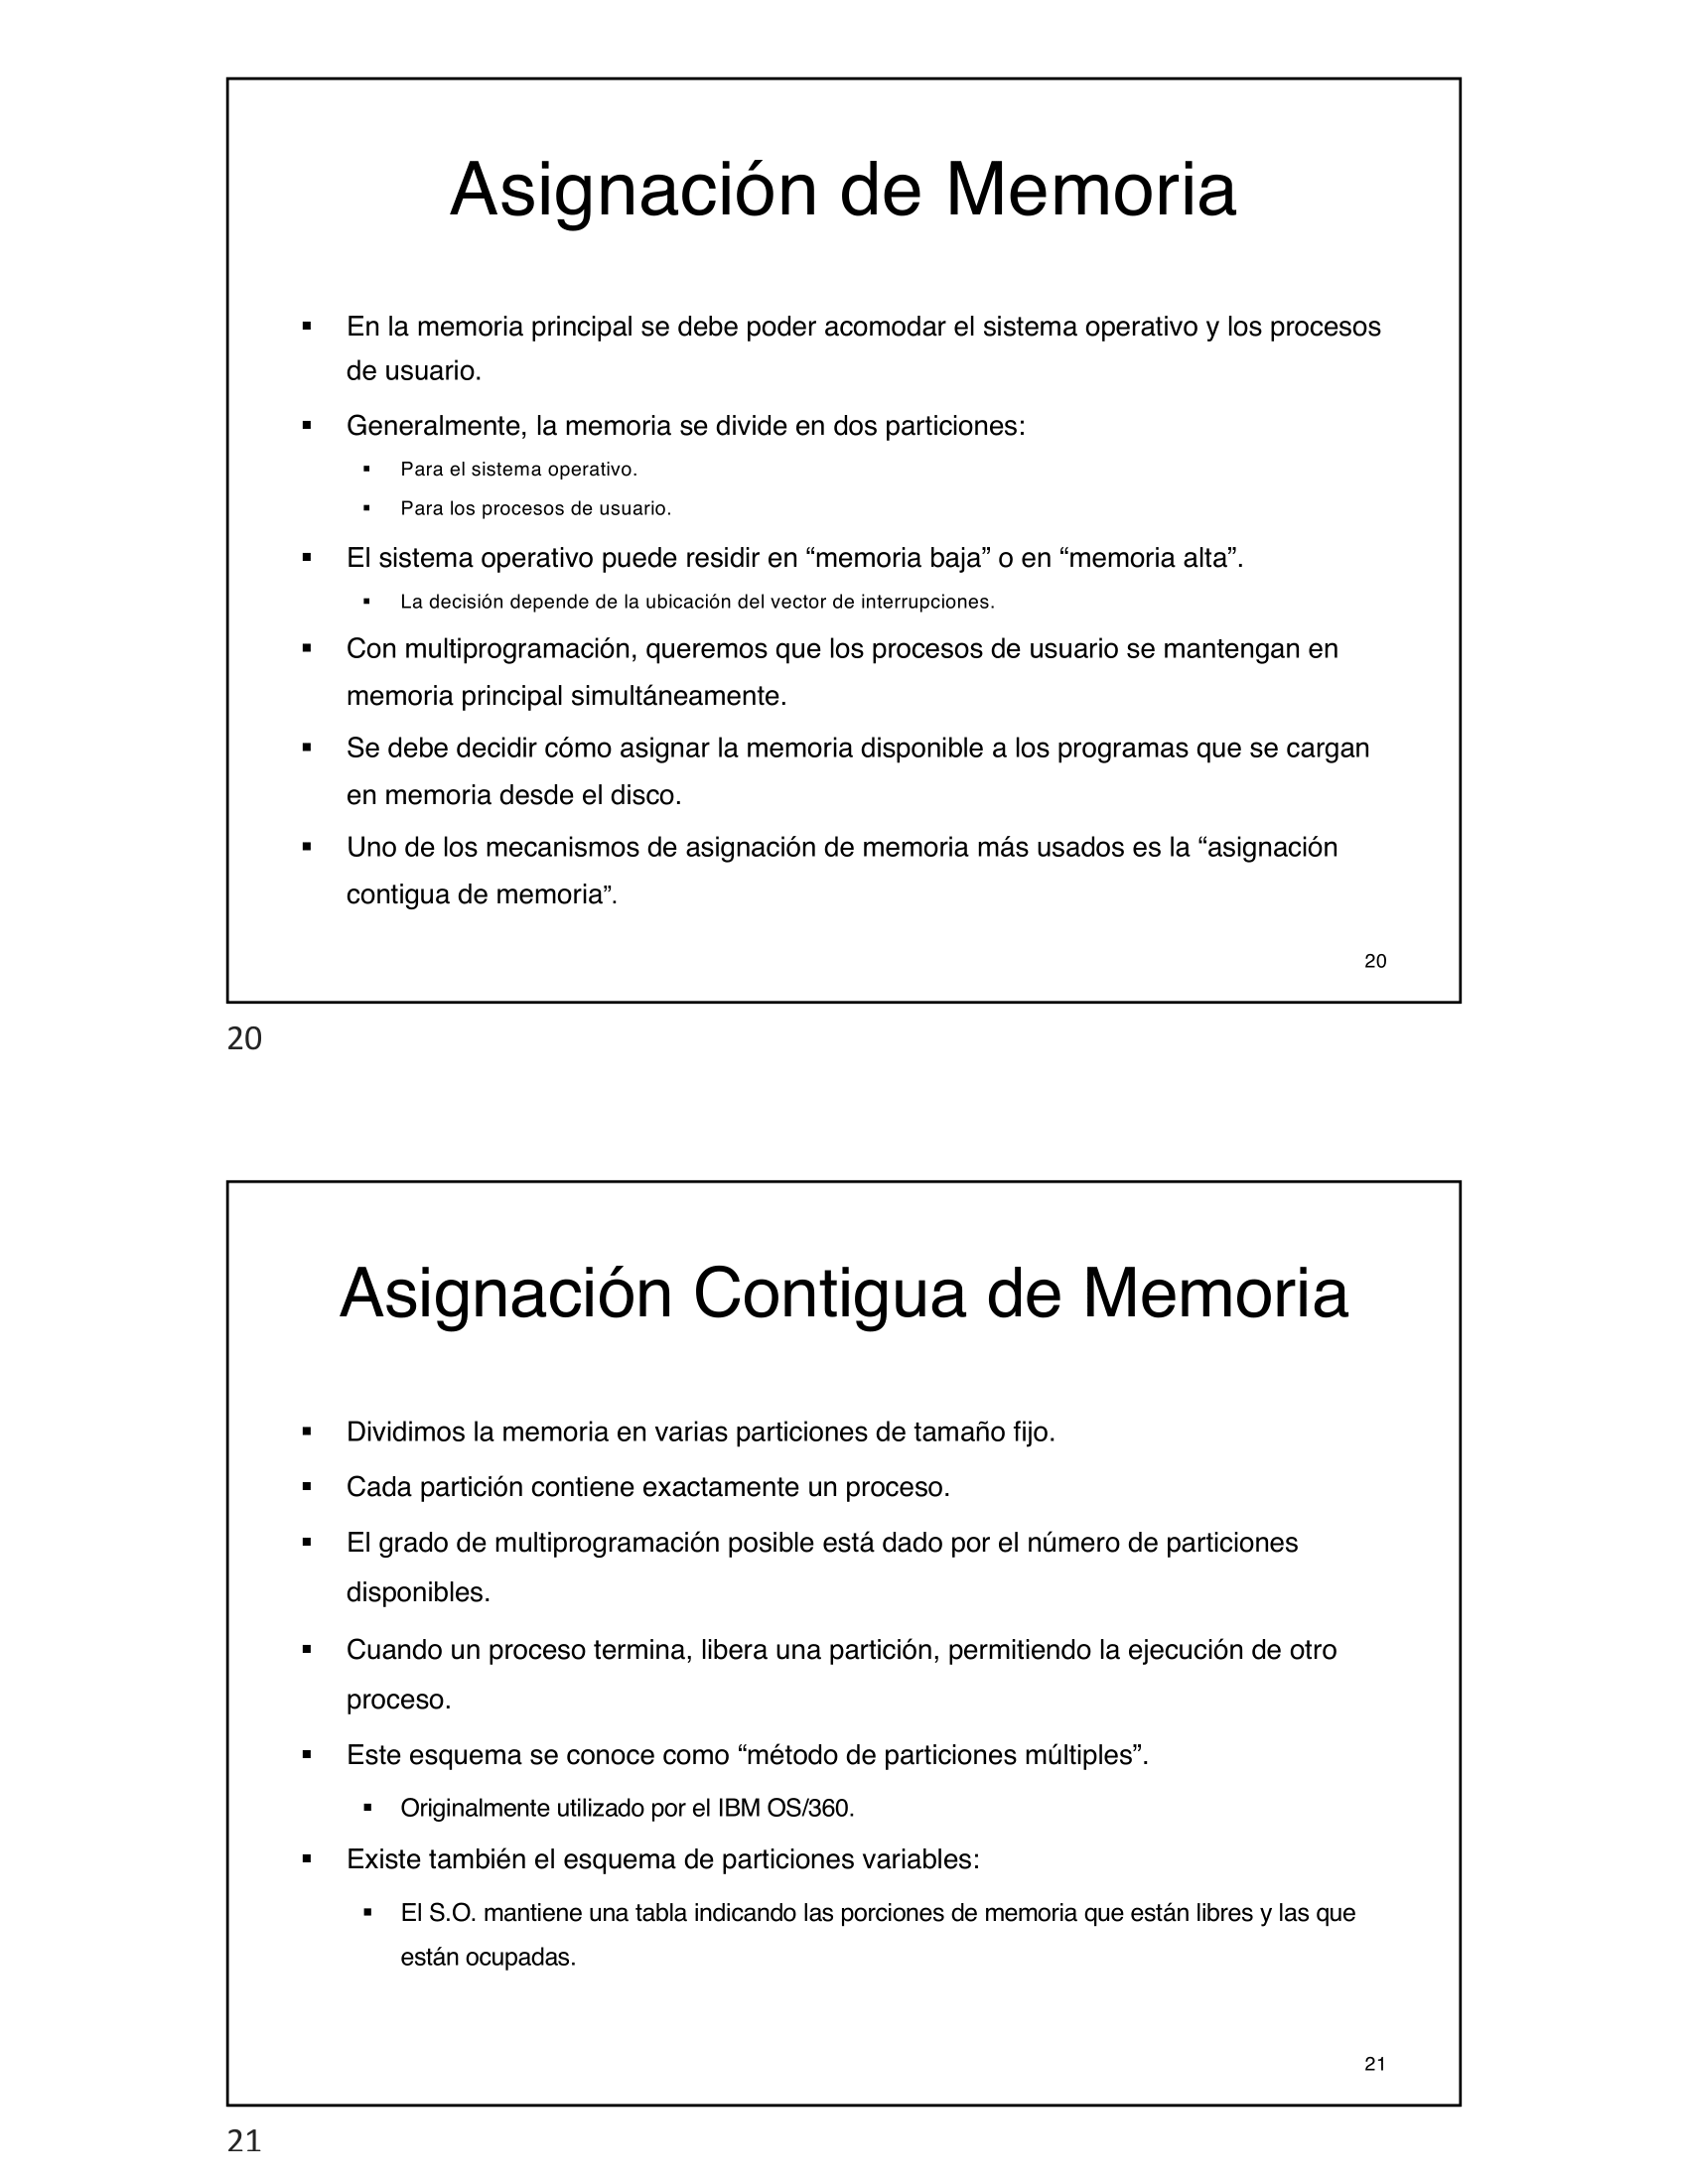 Asignación de Memoria
▪ En la memoria principal se debe poder acomodar el sistema operativo y los procesos
de usuario.
▪ Generalmente, la memoria se divide en dos particiones:
▪ Para el sistema operativo.
▪ Para los procesos de usuario.
▪ El sistema operativo puede residir en “memoria baja” o en “memoria alta”.
▪ La decisión depende de la ubicación del vector de interrupciones.
▪ Con multiprogramación, queremos que los procesos de usuario se mantengan en
memoria principal simultáneamente.
▪ Se debe decidir cómo asignar la memoria disponible a los programas que se cargan
en memoria desde el disco.
▪ Uno de los mecanismos de asignación de memoria más usados es la “asignación
contigua de memoria”.
20
20
Asignación Contigua de Memoria
▪ Dividimos la memoria en varias particiones de tamaño fijo.
▪ Cada partición contiene exactamente un proceso.
▪ El grado de multiprogramación posible está dado por el número de particiones
disponibles.
▪ Cuando un proceso termina, libera una partición, permitiendo la ejecución de otro
proceso.
▪ Este esquema se conoce como “método de particiones múltiples”.
▪ Originalmente utilizado por el IBM OS/360.
▪ Existe también el esquema de particiones variables:
▪ El S.O. mantiene una tabla indicando las porciones de memoria que están libres y las que
están ocupadas.
21
21